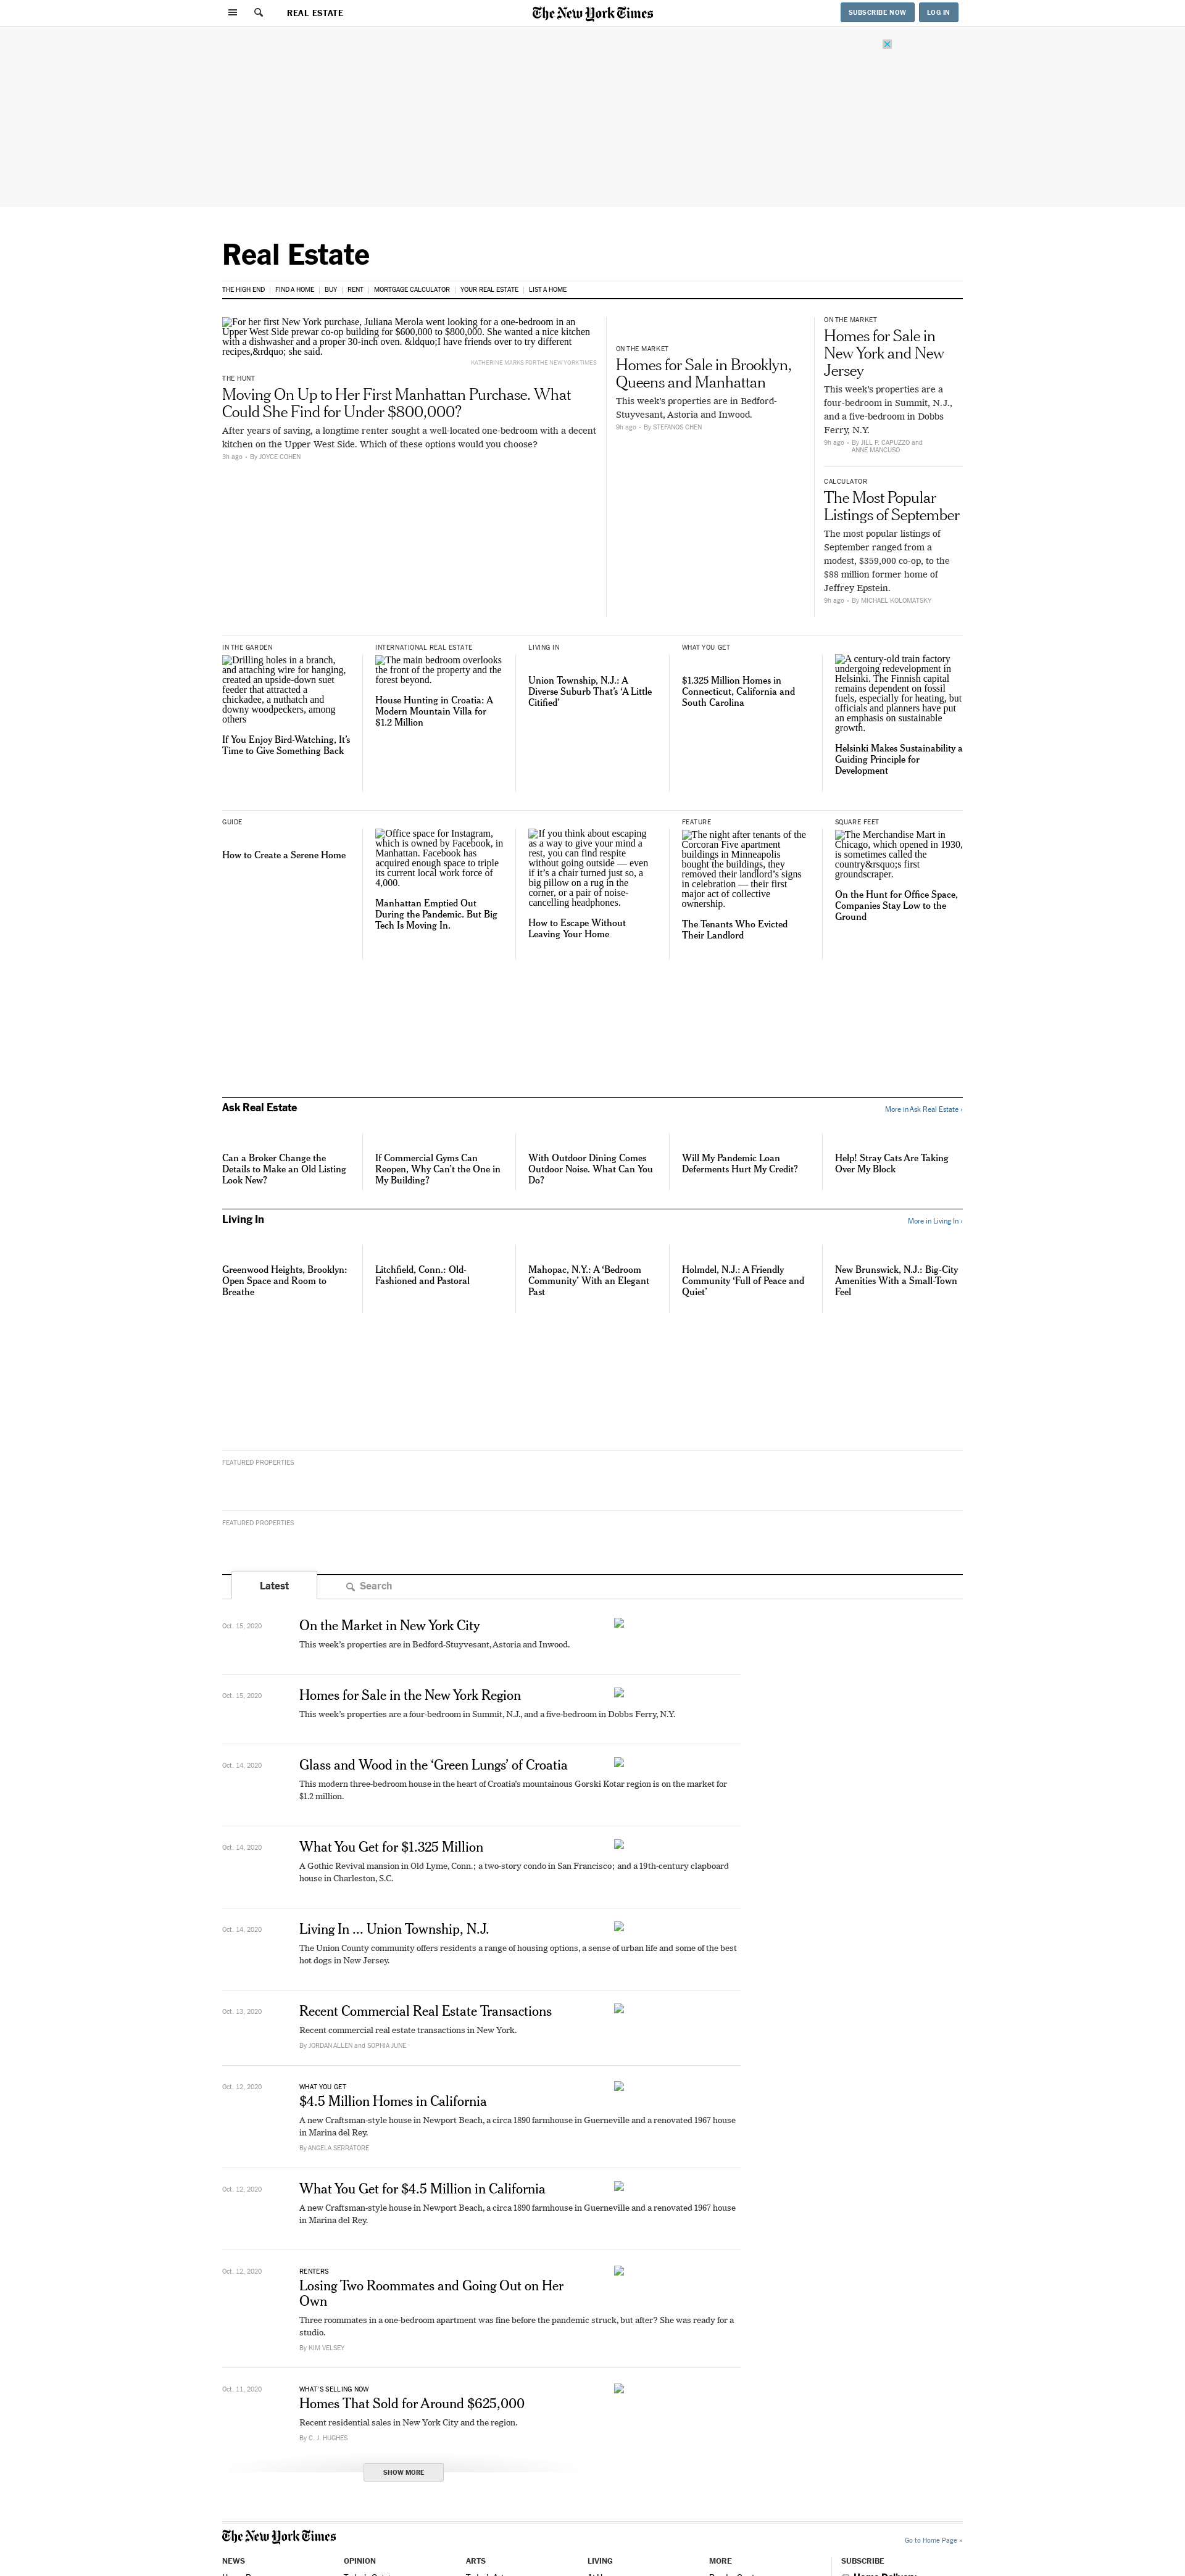 REAL ESTATE
The New York Times
SUBSCRIBE NOW
LOG IN
Real Estate
THE HIGH END | FIND A HOME | BUY | RENT | MORTGAGE CALCULATOR | YOUR REAL ESTATE | LIST A HOME
For her first New York purchase, Juliana Merola went looking for a one-bedroom in an
Upper West Side prewar co-op building for $600,000 to $800,000. She wanted a nice kitchen
with a dishwasher and a proper 30-inch oven. &ldquo;I have friends over to try different
recipes,&rdquo; she said.
KATHERINE MARKS FOR THE NEW YORK TIMES
THE HUNT
Moving On Up to Her First Manhattan Purchase. What
Could She Find for Under $800,000?
After years of saving, a longtime renter sought a well-located one-bedroom with a decent
kitchen on the Upper West Side. Which of these options would you choose?
3h ago • By JOYCE COHEN
ON THE MARKET
Homes for Sale in Brooklyn,
Queens and Manhattan
This week's properties are in Bedford-
Stuyvesant, Astoria and Inwood.
9h ago • By STEFANOS CHEN
ON THE MARKET
Homes for Sale in
New York and New
Jersey
This week's properties are a
four-bedroom in Summit, N.J.,
and a five-bedroom in Dobbs
Ferry, N.Y.
9h ago • By JILL P. CAPUZZO and
ANNE MANCUSO
CALCULATOR
The Most Popular
Listings of September
The most popular listings of
September ranged from a
modest, $359,000 co-op, to the
$88 million former home of
Jeffrey Epstein.
9h ago • By MICHAEL KOLOMATSKY
IN THE GARDEN
Drilling holes in a branch,
and attaching wire for hanging,
created an upside-down suet
feeder that attracted a
chickadee, a nuthatch and
downy woodpeckers, among
others
If You Enjoy Bird-Watching, It's
Time to Give Something Back
INTERNATIONAL REAL ESTATE
The main bedroom overlooks
the front of the property and the
forest beyond.
House Hunting in Croatia: A
Modern Mountain Villa for
$1.2 Million
LIVING IN
Union Township, N.J.: A
Diverse Suburb That's ‘A Little
Citified’
WHAT YOU GET
$1.325 Million Homes in
Connecticut, California and
South Carolina
A century-old train factory
undergoing redevelopment in
Helsinki. The Finnish capital
remains dependent on fossil
fuels, especially for heating, but
officials and planners have put
an emphasis on sustainable
growth.
Helsinki Makes Sustainability a
Guiding Principle for
Development
GUIDE
How to Create a Serene Home
Office space for Instagram,
which is owned by Facebook, in
Manhattan. Facebook has
acquired enough space to triple
its current local work force of
4,000.
Manhattan Emptied Out
During the Pandemic. But Big
Tech Is Moving In.
If you think about escaping
as a way to give your mind a
rest, you can find respite
without going outside — even
if it's a chair turned just so, a
big pillow on a rug in the
corner, or a pair of noise-
cancelling headphones.
How to Escape Without
Leaving Your Home
FEATURE
The night after tenants of the
Corcoran Five apartment
buildings in Minneapolis
bought the buildings, they
removed their landlord's signs
in celebration — their first
major act of collective
ownership.
The Tenants Who Evicted
Their Landlord
SQUARE FEET
The Merchandise Mart in
Chicago, which opened in 1930,
is sometimes called the
country&rsquo;s first
groundscraper.
On the Hunt for Office Space,
Companies Stay Low to the
Ground
Ask Real Estate
More in Ask Real Estate ›
Can a Broker Change the
Details to Make an Old Listing
Look New?
If Commercial Gyms Can
Reopen, Why Can't the One in
My Building?
With Outdoor Dining Comes
Outdoor Noise. What Can You
Do?
Will My Pandemic Loan
Deferments Hurt My Credit?
Help! Stray Cats Are Taking
Over My Block
Living In
More in Living In ›
Greenwood Heights, Brooklyn:
Open Space and Room to
Breathe
Litchfield, Conn.: Old-
Fashioned and Pastoral
Mahopac, N.Y.: A ‘Bedroom
Community’ With an Elegant
Past
Holmdel, N.J.: A Friendly
Community ‘Full of Peace and
Quiet’
New Brunswick, N.J.: Big-City
Amenities With a Small-Town
Feel
FEATURED PROPERTIES
FEATURED PROPERTIES
Latest
Search
Oct. 15, 2020
On the Market in New York City
This week's properties are in Bedford-Stuyvesant, Astoria and Inwood.
Oct. 15, 2020
Homes for Sale in the New York Region
This week's properties are a four-bedroom in Summit, N.J., and a five-bedroom in Dobbs Ferry, N.Y.
Oct. 14, 2020
Glass and Wood in the ‘Green Lungs’ of Croatia
This modern three-bedroom house in the heart of Croatia's mountainous Gorski Kotar region is on the market for
$1.2 million.
Oct. 14, 2020
What You Get for $1.325 Million
A Gothic Revival mansion in Old Lyme, Conn.; a two-story condo in San Francisco; and a 19th-century clapboard
house in Charleston, S.C.
Oct. 14, 2020
Living In ... Union Township, N.J.
The Union County community offers residents a range of housing options, a sense of urban life and some of the best
hot dogs in New Jersey.
Oct. 13, 2020
Recent Commercial Real Estate Transactions
Recent commercial real estate transactions in New York.
By JORDAN ALLEN and SOPHIA JUNE
Oct. 12, 2020
WHAT YOU GET
$4.5 Million Homes in California
A new Craftsman-style house in Newport Beach, a circa 1890 farmhouse in Guerneville and a renovated 1967 house
in Marina del Rey.
By ANGELA SERRATORE
Oct. 12, 2020
What You Get for $4.5 Million in California
A new Craftsman-style house in Newport Beach, a circa 1890 farmhouse in Guerneville and a renovated 1967 house
in Marina del Rey.
Oct. 12, 2020
RENTERS
Losing Two Roommates and Going Out on Her
Own
Three roommates in a one-bedroom apartment was fine before the pandemic struck, but after? She was ready for a
studio.
By KIM VELSEY
Oct. 11, 2020
WHAT'S SELLING NOW
Homes That Sold for Around $625,000
Recent residential sales in New York City and the region.
By C. J. HUGHES
SHOW MORE
The New York Times
Go to Home Page »
NEWS
OPINION
ARTS
LIVING
MORE
SUBSCRIBE